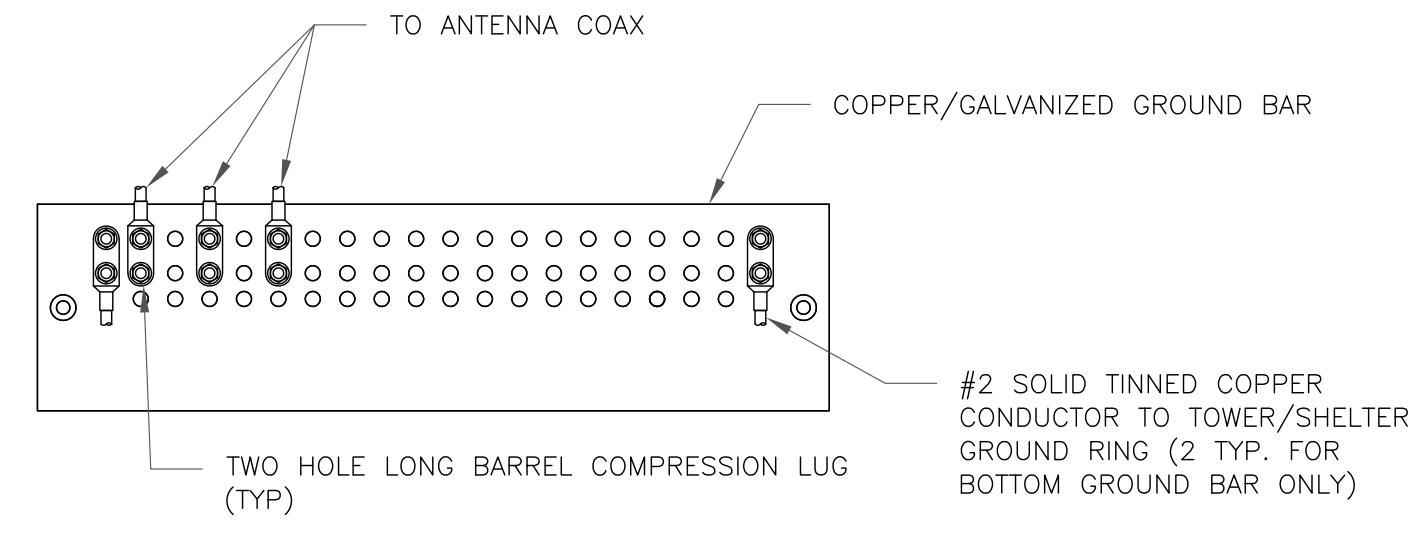 TO ANTENNA COAX
COPPER/GALVANIZED GROUND BAR
#2 SOLID TINNED COPPER
CONDUCTOR TO TOWER/SHELTER
GROUND RING (2 TYP. FOR
BOTTOM GROUND BAR ONLY)
TWO HOLE LONG BARREL COMPRESSION LUG
(TYP)